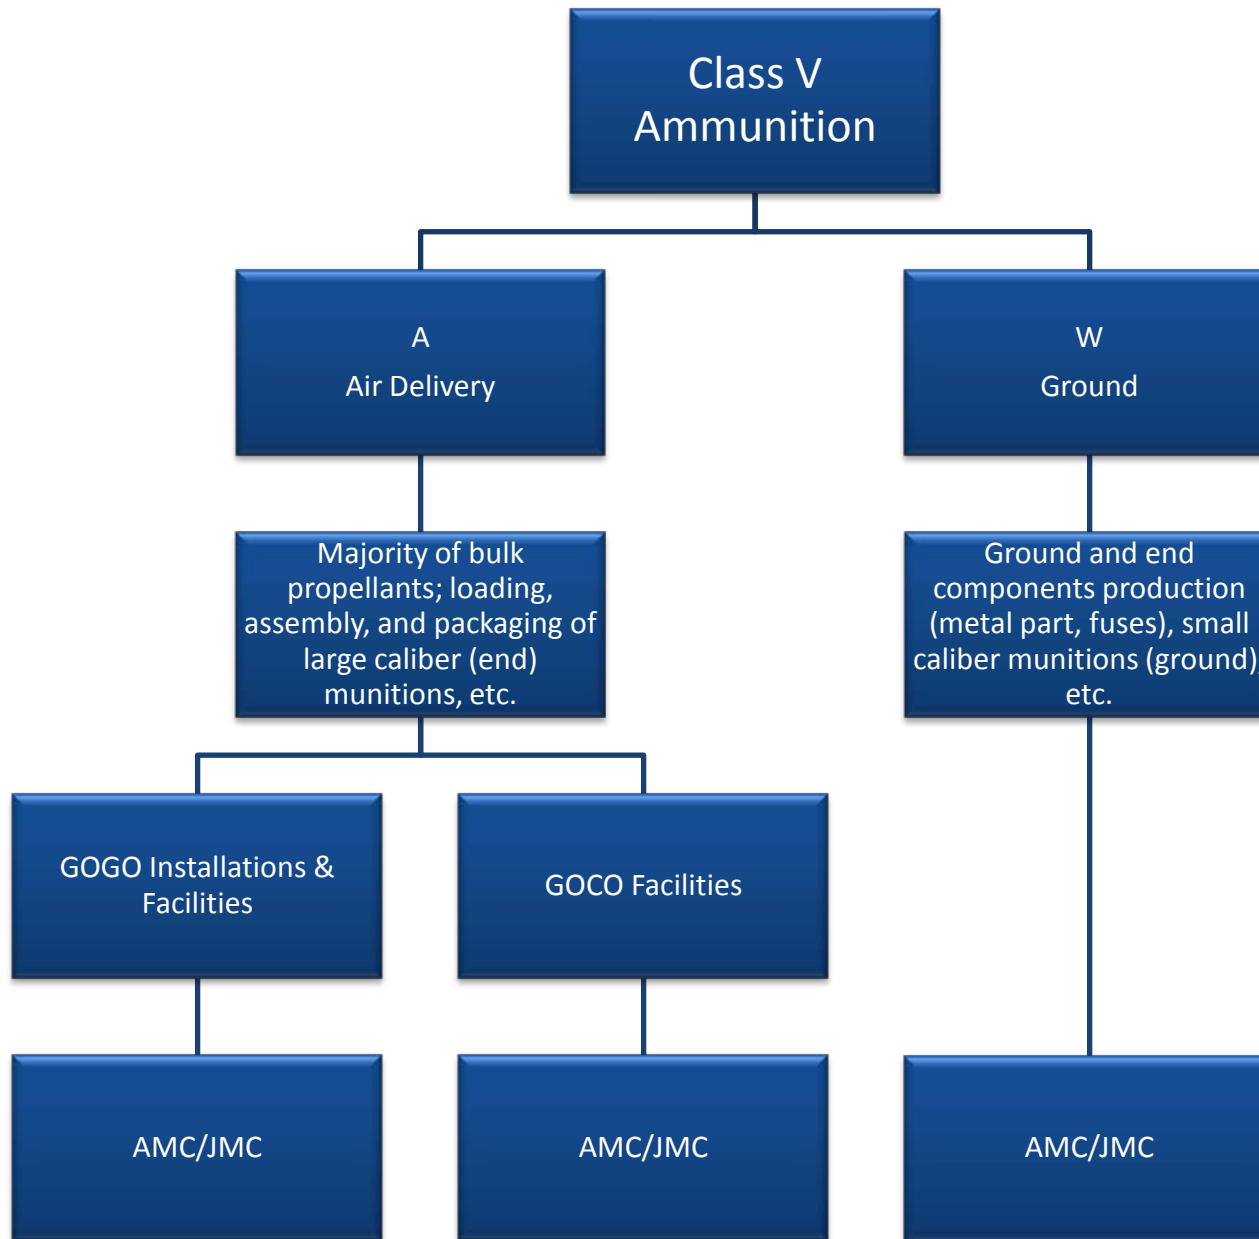 Class V
Ammunition
A
Air Delivery
W
Ground
Majority of bulk
propellants; loading,
assembly, and packaging of
large caliber (end)
munitions, etc.
Ground and end
components production
(metal part, fuses), small
caliber munitions (ground),
etc.
GOGO Installations &
Facilities
GOCO Facilities
AMC/JMC
AMC/JMC
AMC/JMC